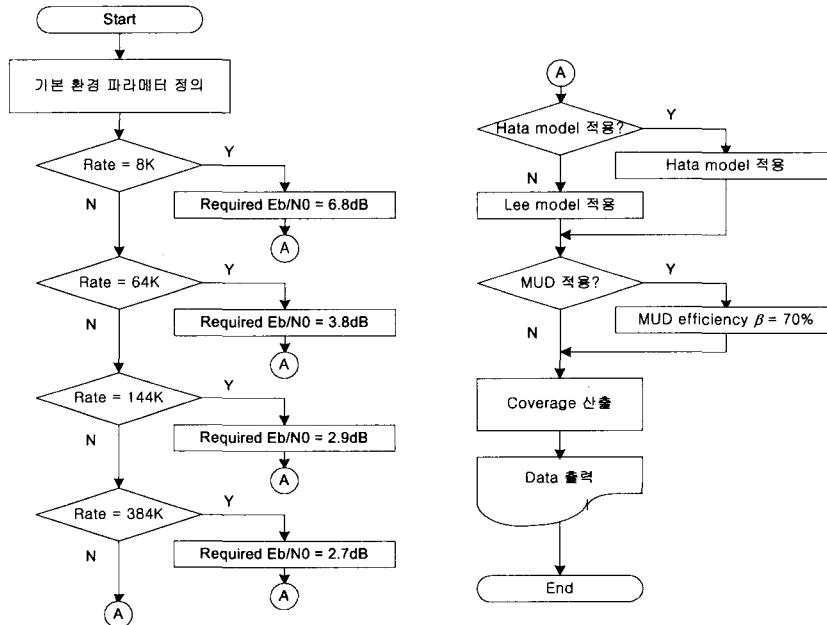 Start
기본 환경 파라메터 정의
Rate = 8K
Y
N
Required Eb/N0 = 6.8dB
A
Rate = 64K
Y
N
Required Eb/N0 = 3.8dB
A
Rate = 144K
Y
N
Required Eb/N0 = 2.9dB
A
Rate = 384K
Y
N
Required Eb/N0 = 2.7dB
A
A
A
Hata model 적용?
Y
N
Hata model 적용
Lee model 적용
MUD 적용?
Y
N
MUD efficiency β = 70%
Coverage 산출
Data 출력
End